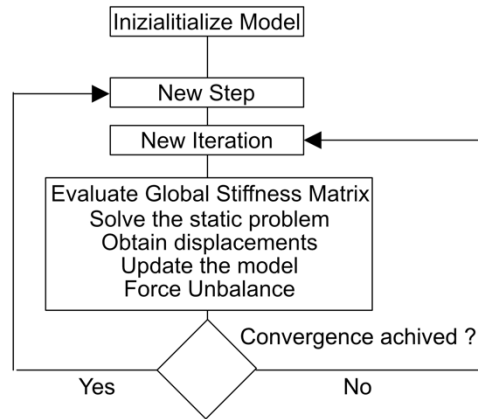 Inizialitialize Model
New Step
New Iteration
Evaluate Global Stiffness Matrix
Solve the static problem
Obtain displacements
Update the model
Force Unbalance
Convergence achived ?
Yes
No